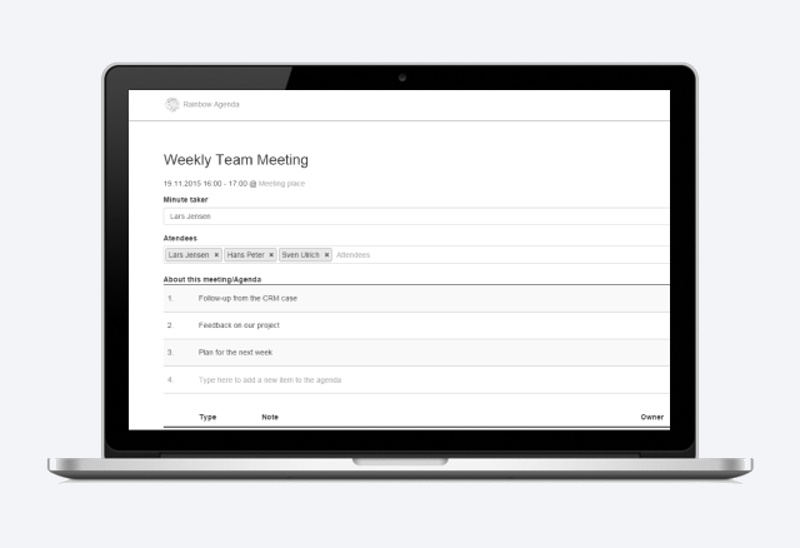 Rainbow Agenda
Weekly Team Meeting
19.11.2015 16:00 - 17:00 @ Meeting place
Minute taker
Lars Jensen
Atendees
Lars Jensen × Hans Peter × Sven Ulrich × Attendees
About this meeting/Agenda
1. Follow-up from the CRM case
2. Feedback on our project
3. Plan for the next week
4. Type here to add a new item to the agenda
Type Note Owner